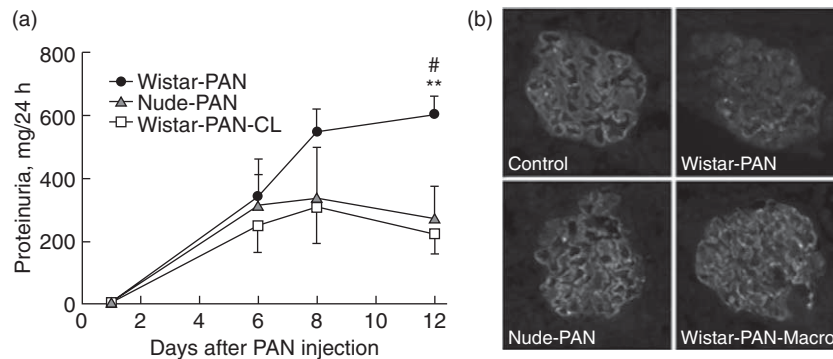 (a)
800
600
400
200
0
Proteinuria, mg/24 h
Wistar-PAN
Nude-PAN
Wistar-PAN-CL
#
**
0 2 4 6 8 10 12
Days after PAN injection
(b)
Control
Wistar-PAN
Nude-PAN
Wistar-PAN-Macro